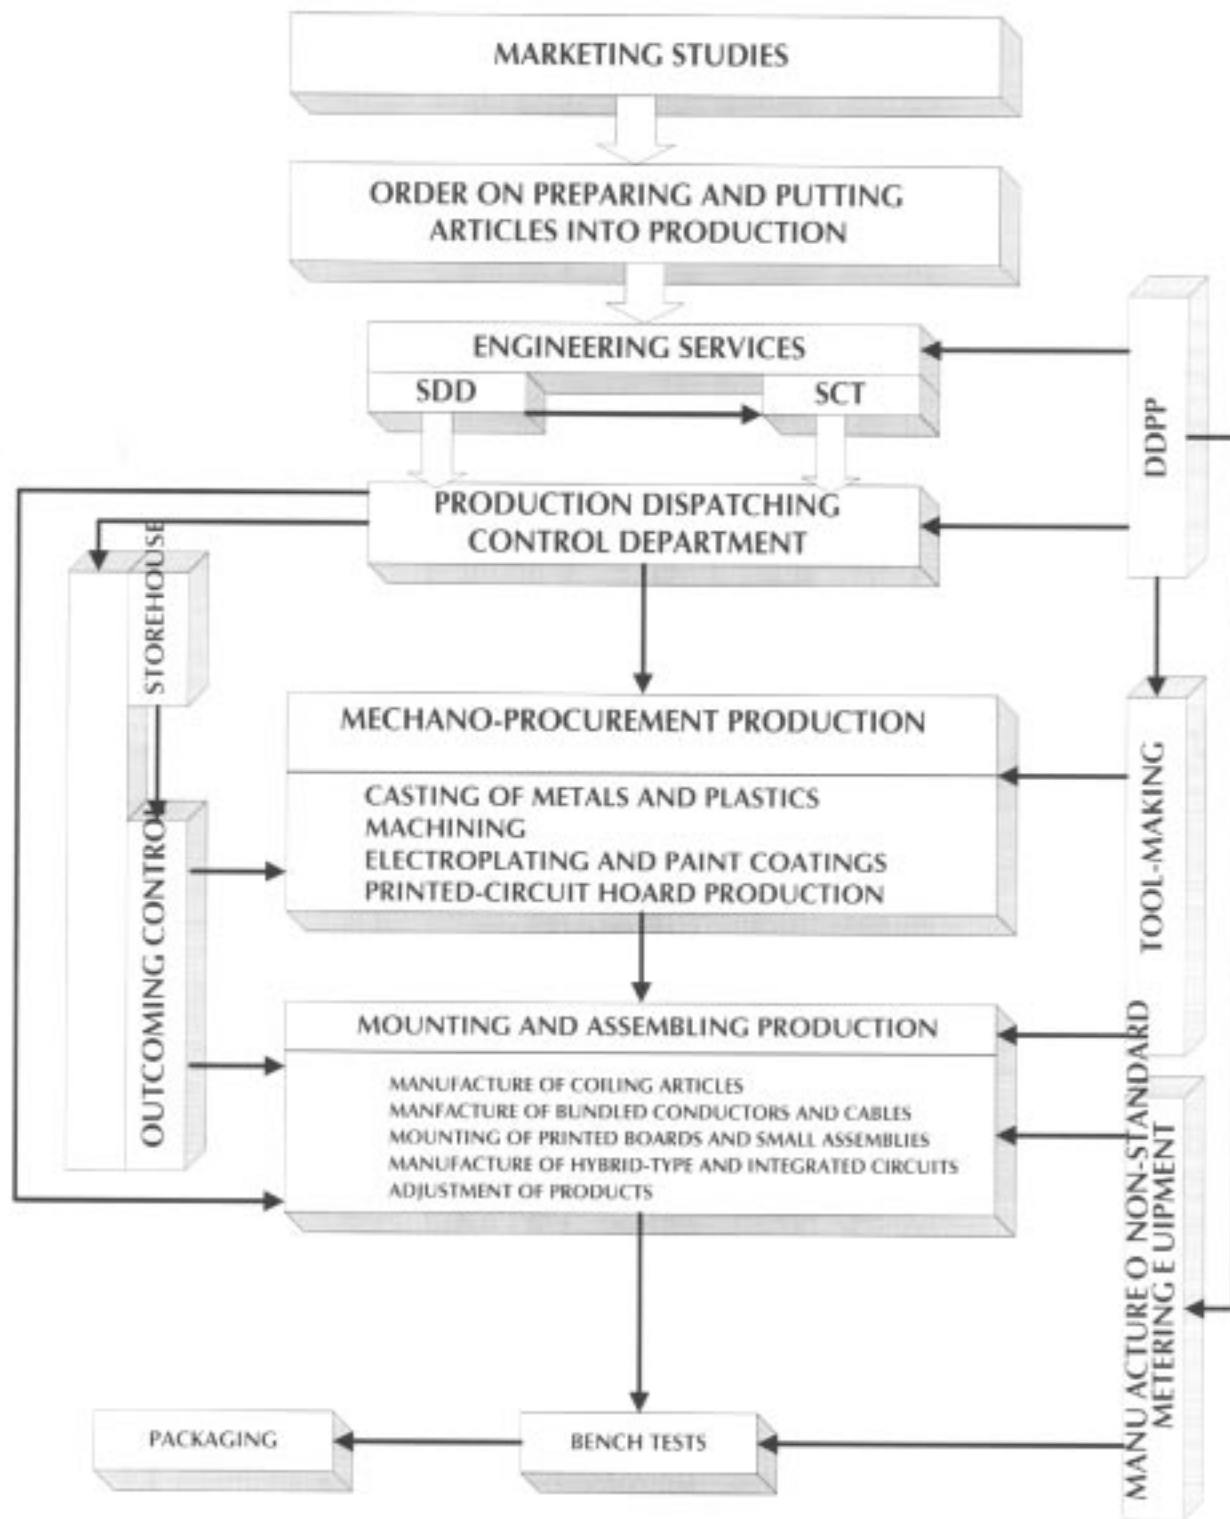 MARKETING STUDIES
ORDER ON PREPARING AND PUTTING
ARTICLES INTO PRODUCTION
ENGINEERING SERVICES
SDD
SCT
DDPP
PRODUCTION DISPATCHING
CONTROL DEPARTMENT
STOREHOUSE
MECHANO-PROCUREMENT PRODUCTION
CASTING OF METALS AND PLASTICS
MACHINING
ELECTROPLATING AND PAINT COATINGS
PRINTED-CIRCUIT HOARD PRODUCTION
TOOL-MAKING
OUTCOMING CONTROL
MOUNTING AND ASSEMBLING PRODUCTION
MANUFACTURE OF COILING ARTICLES
MANFACTURE OF BUNDLED CONDUCTORS AND CABLES
MOUNTING OF PRINTED BOARDS AND SMALL ASSEMBLIES
MANUFACTURE OF HYBRID-TYPE AND INTEGRATED CIRCUITS
ADJUSTMENT OF PRODUCTS
MANU ACTURE O NON-STANDARD
METERING E UIPMENT
PACKAGING
BENCH TESTS